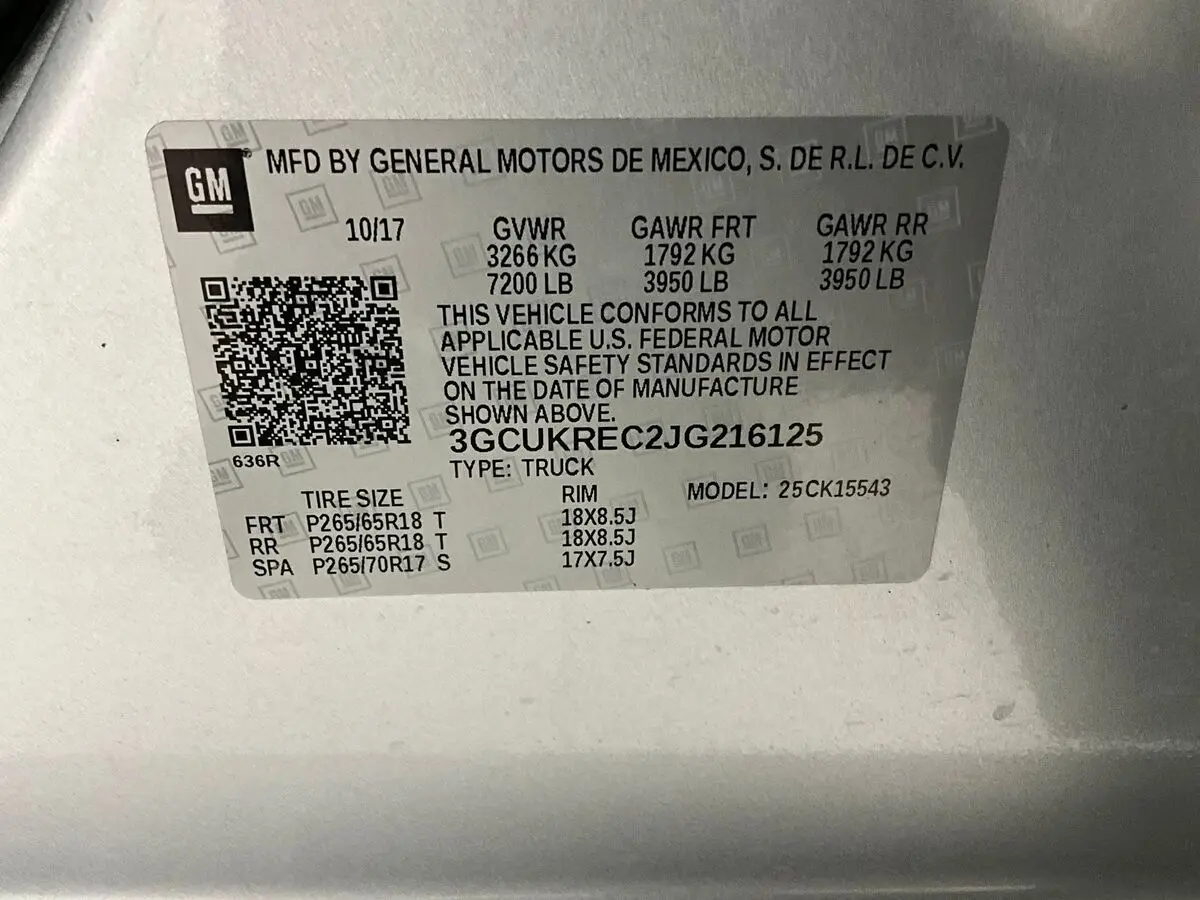 GM MFD BY GENERAL MOTORS DE MEXICO, S. DE R.L. DE C.V.
10/17 GVWR GAWR FRT GAWR RR
3266 KG 1792 KG 1792 KG
7200 LB 3950 LB 3950 LB
THIS VEHICLE CONFORMS TO ALL
APPLICABLE U.S. FEDERAL MOTOR
VEHICLE SAFETY STANDARDS IN EFFECT
ON THE DATE OF MANUFACTURE
SHOWN ABOVE.
3GCUKREC2JG216125
636R
TYPE: TRUCK
TIRE SIZE RIM MODEL: 25CK15543
FRT P265/65R18 T 18X8.5J
RR P265/65R18 T 18X8.5J
SPA P265/70R17 S 17X7.5J